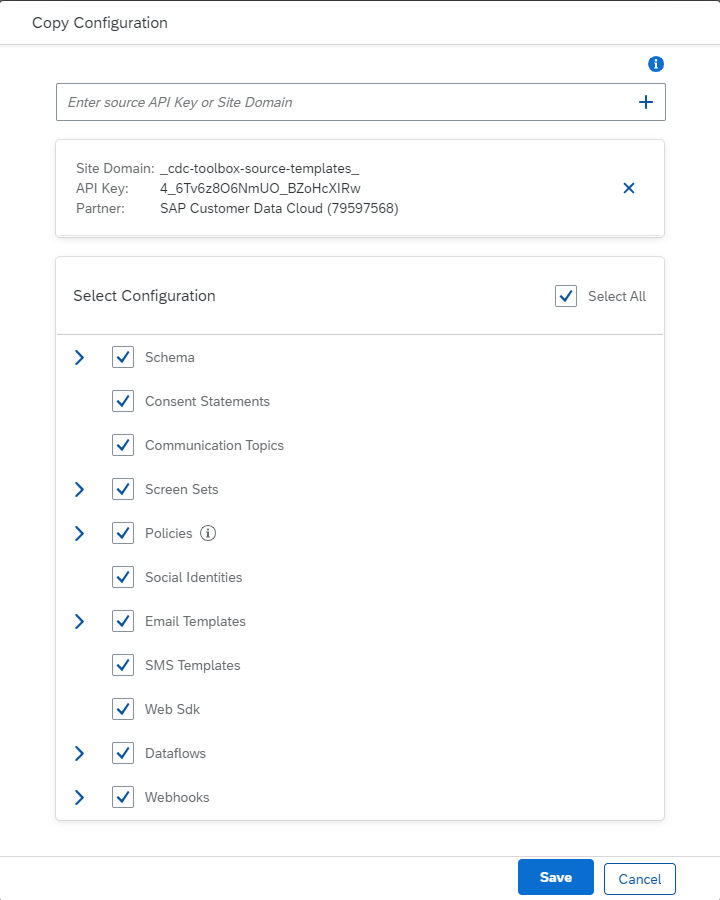 Copy Configuration
Enter source API Key or Site Domain
Site Domain: _cdc-toolbox-source-templates_
API Key: 4_6Tv6z8O6NmUO_BZoHcXIRw
Partner: SAP Customer Data Cloud (79597568)
Select Configuration Select All
Schema
Consent Statements
Communication Topics
Screen Sets
Policies
Social Identities
Email Templates
SMS Templates
Web Sdk
Dataflows
Webhooks
Save Cancel